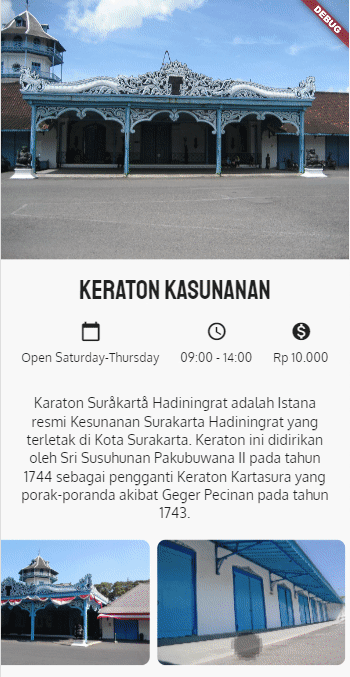 DEBUG
KERATON KASUNANAN
Open Saturday-Thursday
09:00 - 14:00
Rp 10.000
Karaton Suråkartå Hadiningrat adalah Istana
resmi Kesunanan Surakarta Hadiningrat yang
terletak di Kota Surakarta. Keraton ini didirikan
oleh Sri Susuhunan Pakubuwana II pada tahun
1744 sebagai pengganti Keraton Kartasura yang
porak-poranda akibat Geger Pecinan pada tahun
1743.